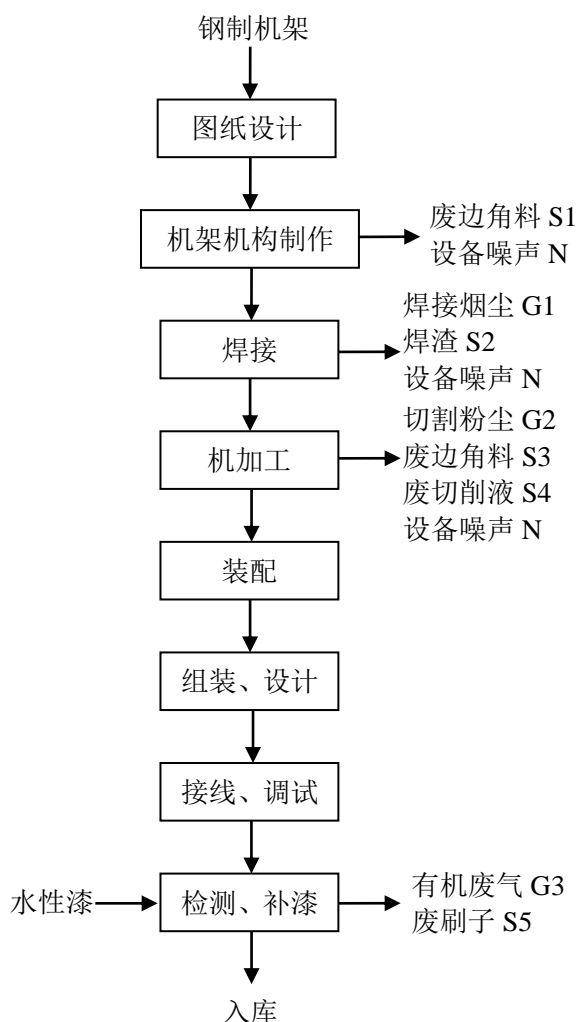 钢制机架
图纸设计
机架机构制作
废边角料 S1
设备噪声 N
焊接
焊接烟尘 G1
焊渣 S2
设备噪声 N
机加工
切割粉尘 G2
废边角料 S3
废切削液 S4
设备噪声 N
装配
组装、设计
接线、调试
水性漆
检测、补漆
有机废气 G3
废刷子 S5
入库